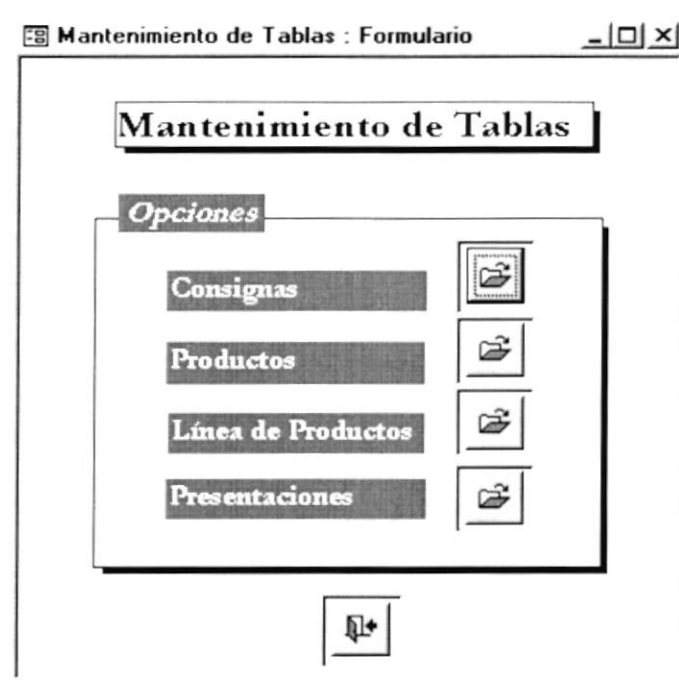 Mantenimiento de Tablas : Formulario
Mantenimiento de Tablas
Opciones
Consignas
Productos
Línea de Productos
Presentaciones